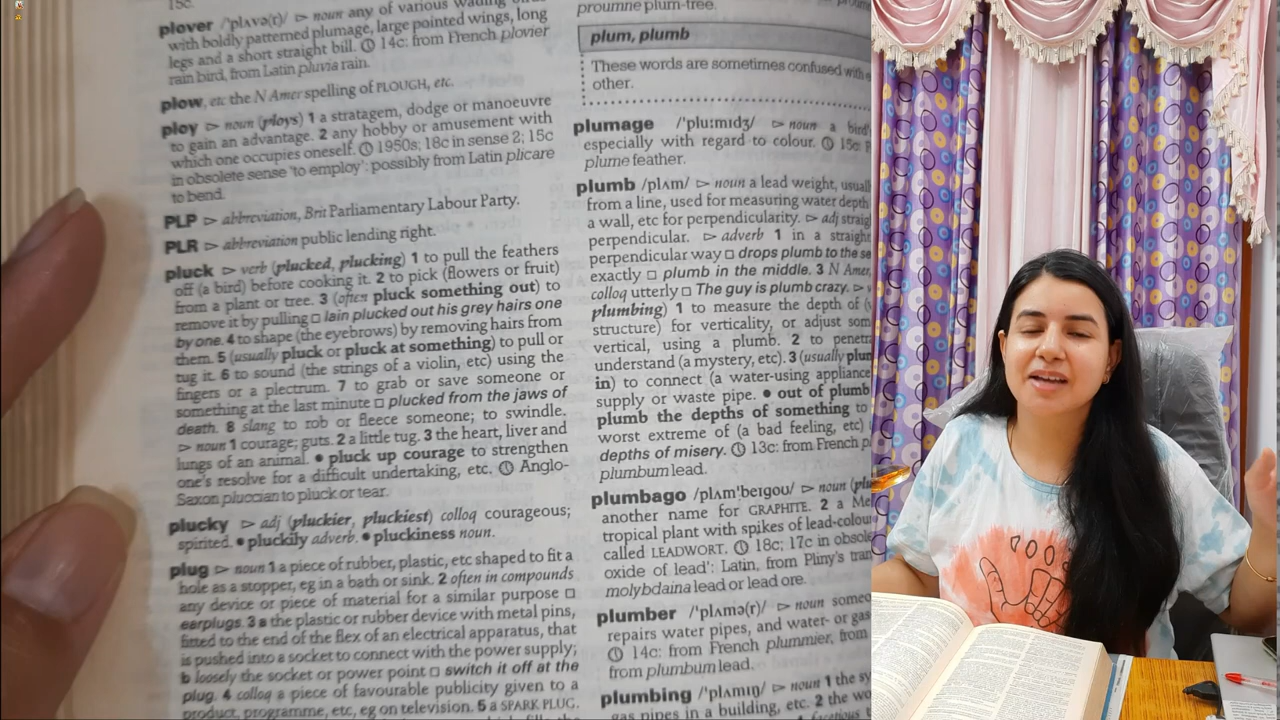 15c.
plover /'plʌvə(r)/ ▷ noun any of various wading birds
with boldly patterned plumage, large pointed wings, long
legs and a short straight bill. 14c: from French plovier
rain bird, from Latin pluvia rain.
plow, etc the N Amer spelling of PLOUGH, etc.
ploy ▷ noun (ploys) 1 a stratagem, dodge or manoeuvre
to gain an advantage. 2 any hobby or amusement with
which one occupies oneself. 1950s; 18c in sense 2; 15c
in obsolete sense 'to employ': possibly from Latin plicare
to bend.
PLP ▷ abbreviation, Brit Parliamentary Labour Party.
PLR ▷ abbreviation public lending right.
pluck ▷ verb (plucked, plucking) 1 to pull the feathers
off (a bird) before cooking it. 2 to pick (flowers or fruit)
from a plant or tree. 3 (often pluck something out) to
remove it by pulling □ Iain plucked out his grey hairs one
by one. 4 to shape (the eyebrows) by removing hairs from
them. 5 (usually pluck or pluck at something) to pull or
tug it. 6 to sound (the strings of a violin, etc) using the
fingers or a plectrum. 7 to grab or save someone or
something at the last minute □ plucked from the jaws of
death. 8 slang to rob or fleece someone; to swindle.
▷ noun 1 courage; guts. 2 a little tug. 3 the heart, liver and
lungs of an animal. ● pluck up courage to strengthen
one's resolve for a difficult undertaking, etc. Anglo-
Saxon pluccian to pluck or tear.
plucky ▷ adj (pluckier, pluckiest) colloq courageous;
spirited. ● pluckily adverb. ● pluckiness noun.
plug ▷ noun 1 a piece of rubber, plastic, etc shaped to fit a
hole as a stopper, eg in a bath or sink. 2 often in compounds
any device or piece of material for a similar purpose □
earplugs. 3 a the plastic or rubber device with metal pins,
fitted to the end of the flex of an electrical apparatus, that
is pushed into a socket to connect with the power supply;
b loosely the socket or power point □ switch it off at the
plug. 4 colloq a piece of favourable publicity given to a
product, programme, etc, eg on television. 5 a SPARK PLUG.
proumne plum-tree.
plum, plumb
These words are sometimes confused with
other.
plumage /'plu:mɪdʒ/ ▷ noun a bird'
especially with regard to colour. 15c:
plume feather.
plumb /plʌm/ ▷ noun a lead weight, usual
from a line, used for measuring water depth
a wall, etc for perpendicularity. ▷ adj straig
perpendicular. ▷ adverb 1 in a straight
perpendicular way □ drops plumb to the se
exactly □ plumb in the middle. 3 N Amer,
colloq utterly □ The guy is plumb crazy. ▷
plumbing) 1 to measure the depth of (
structure) for verticality, or adjust som
vertical, using a plumb. 2 to penetr
understand (a mystery, etc). 3 (usually plum
in) to connect (a water-using appliance
supply or waste pipe. ● out of plumb
plumb the depths of something to
worst extreme of (a bad feeling, etc)
depths of misery. 13c: from French p
plumbum lead.
plumbago /plʌm'beɪgoʊ/ ▷ noun (plu
another name for GRAPHITE. 2 a Me
tropical plant with spikes of lead-colou
called LEADWORT. 18c; 17c in obsole
oxide of lead': Latin, from Pliny's tran
molybdaina lead or lead ore.
plumber /'plʌmə(r)/ ▷ noun someo
repairs water pipes, and water- or gas
14c: from French plummier, from
from plumbum lead.
plumbing /'plʌmɪŋ/ ▷ noun 1 the sy
gas pipes in a building, etc. 2 the wo